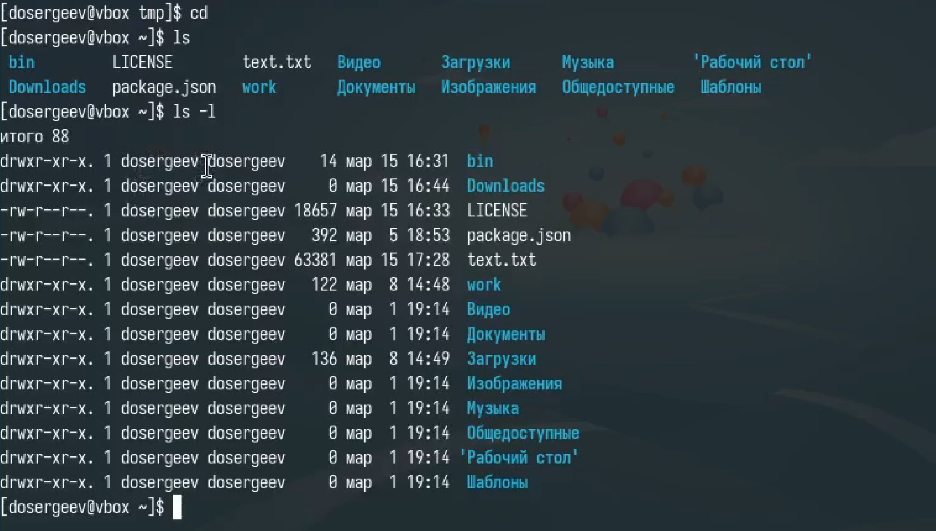 [dosergeev@vbox tmp]$ cd
[dosergeev@vbox ~]$ ls
bin LICENSE text.txt Видео Загрузки Музыка 'Рабочий стол'
Downloads package.json work Документы Изображения Общедоступные Шаблоны
[dosergeev@vbox ~]$ ls -l
итого 88
drwxr-xr-x. 1 dosergeev dosergeev 14 мар 15 16:31 bin
drwxr-xr-x. 1 dosergeev dosergeev 0 мар 15 16:44 Downloads
-rw-r--r--. 1 dosergeev dosergeev 18657 мар 15 16:33 LICENSE
-rw-r--r--. 1 dosergeev dosergeev 392 мар 5 18:53 package.json
-rw-r--r--. 1 dosergeev dosergeev 63381 мар 15 17:28 text.txt
drwxr-xr-x. 1 dosergeev dosergeev 122 мар 8 14:48 work
drwxr-xr-x. 1 dosergeev dosergeev 0 мар 1 19:14 Видео
drwxr-xr-x. 1 dosergeev dosergeev 0 мар 1 19:14 Документы
drwxr-xr-x. 1 dosergeev dosergeev 136 мар 8 14:49 Загрузки
drwxr-xr-x. 1 dosergeev dosergeev 0 мар 1 19:14 Изображения
drwxr-xr-x. 1 dosergeev dosergeev 0 мар 1 19:14 Музыка
drwxr-xr-x. 1 dosergeev dosergeev 0 мар 1 19:14 Общедоступные
drwxr-xr-x. 1 dosergeev dosergeev 0 мар 1 19:14 'Рабочий стол'
drwxr-xr-x. 1 dosergeev dosergeev 0 мар 1 19:14 Шаблоны
[dosergeev@vbox ~]$